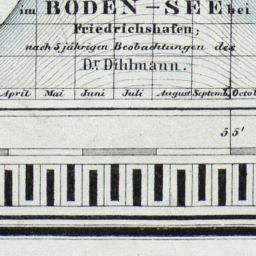 im BODEN-SEE bei
Friedrichshafen,
nach 5 jährigen Beobachtungen des
Dr. Dihlmann.
April Mai Juni Juli August Septemb. Octob
5 5'